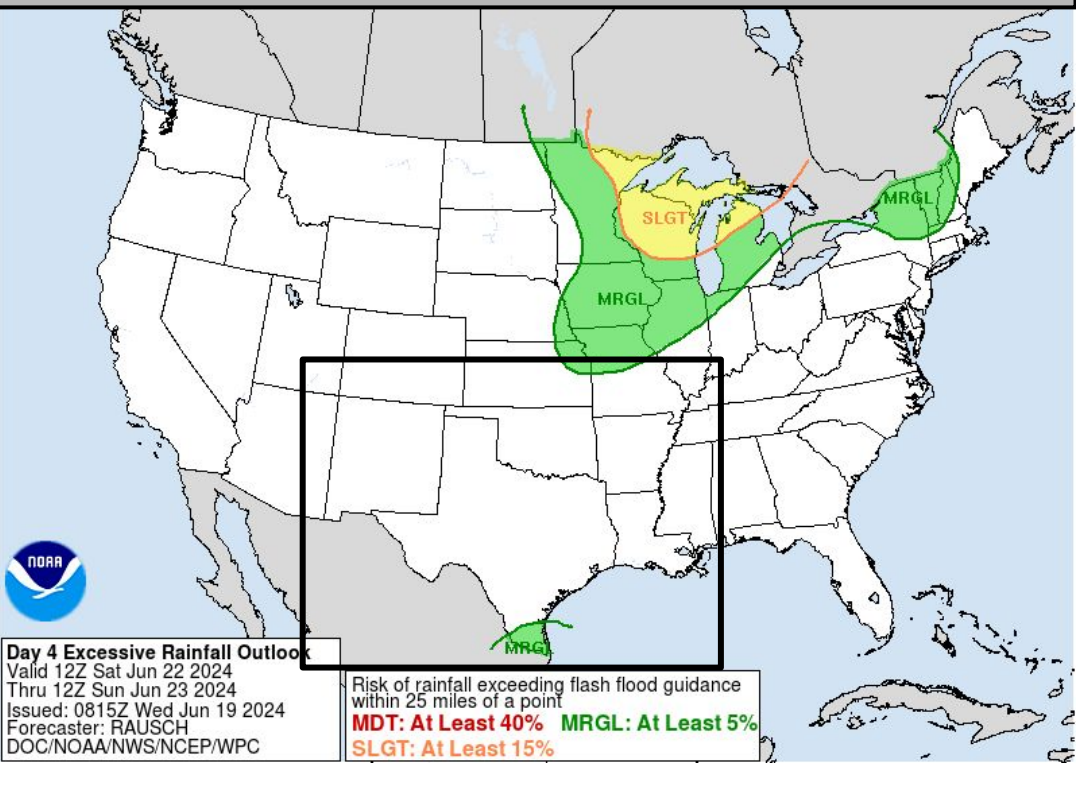 MRGL
SLGT
MRGL
NOAA
MRGL
Day 4 Excessive Rainfall Outlook
Valid 12Z Sat Jun 22 2024
Thru 12Z Sun Jun 23 2024
Issued: 0815Z Wed Jun 19 2024
Forecaster: RAUSCH
DOC/NOAA/NWS/NCEP/WPC
Risk of rainfall exceeding flash flood guidance
within 25 miles of a point
MDT: At Least 40% MRGL: At Least 5%
SLGT: At Least 15%